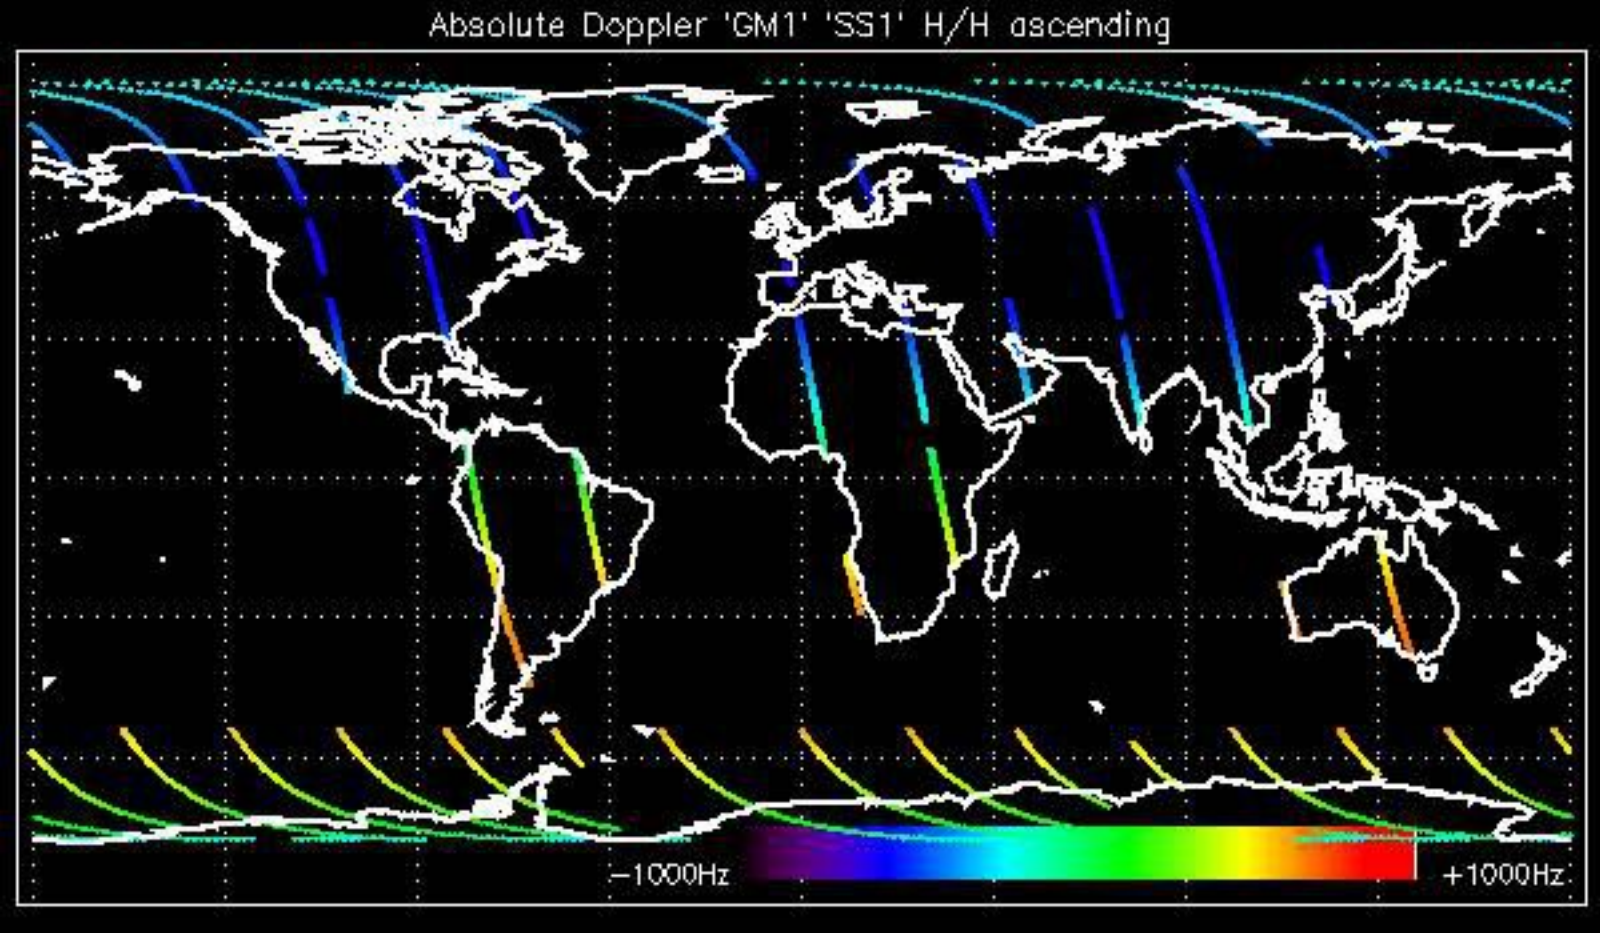 Absolute Doppler 'GM1' 'SS1' H/H ascending
−1000Hz
+1000Hz